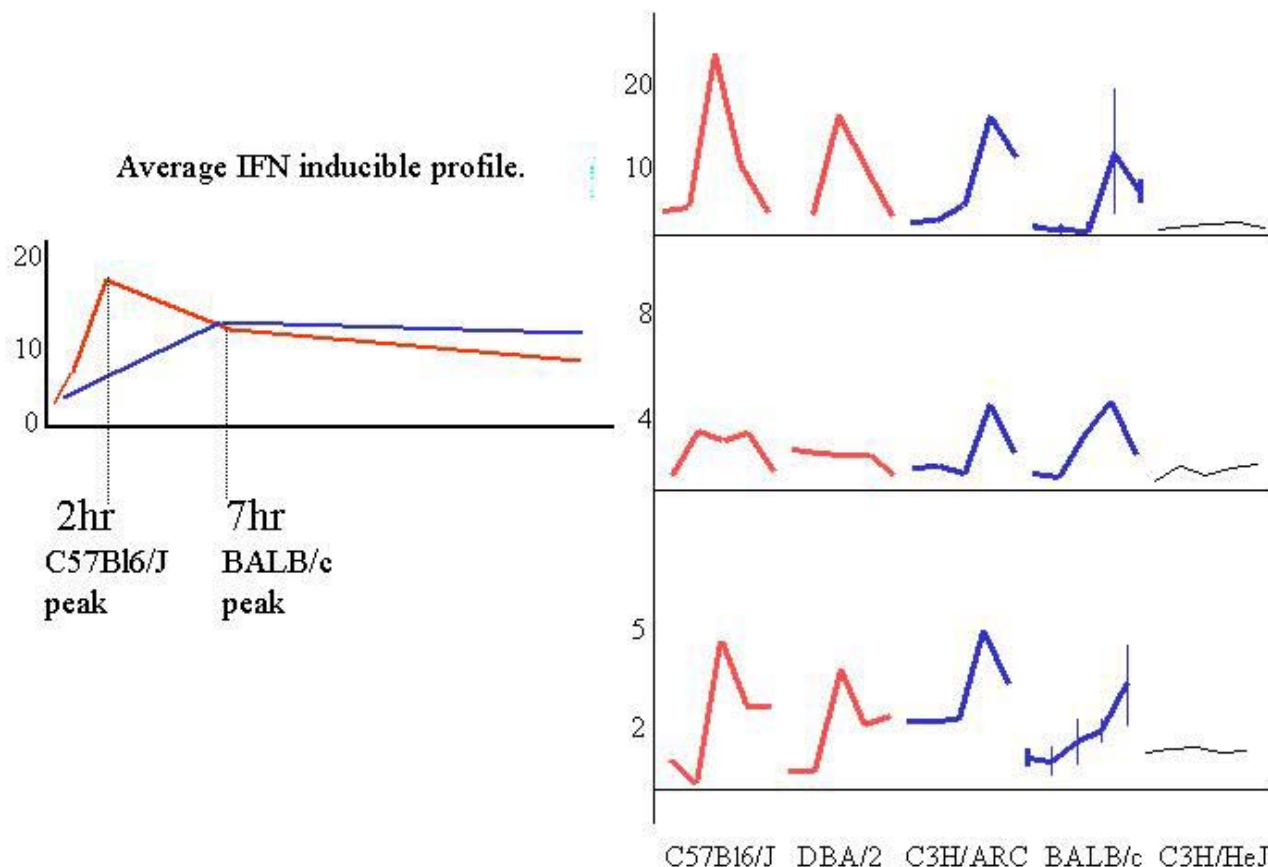 Average IFN inducible profile.
20
10
0
2hr
C57Bl6/J
peak
7hr
BALB/c
peak
20
10
8
4
5
2
C57Bl6/J DBA/2 C3H/ARC BALB/c C3H/HeJ